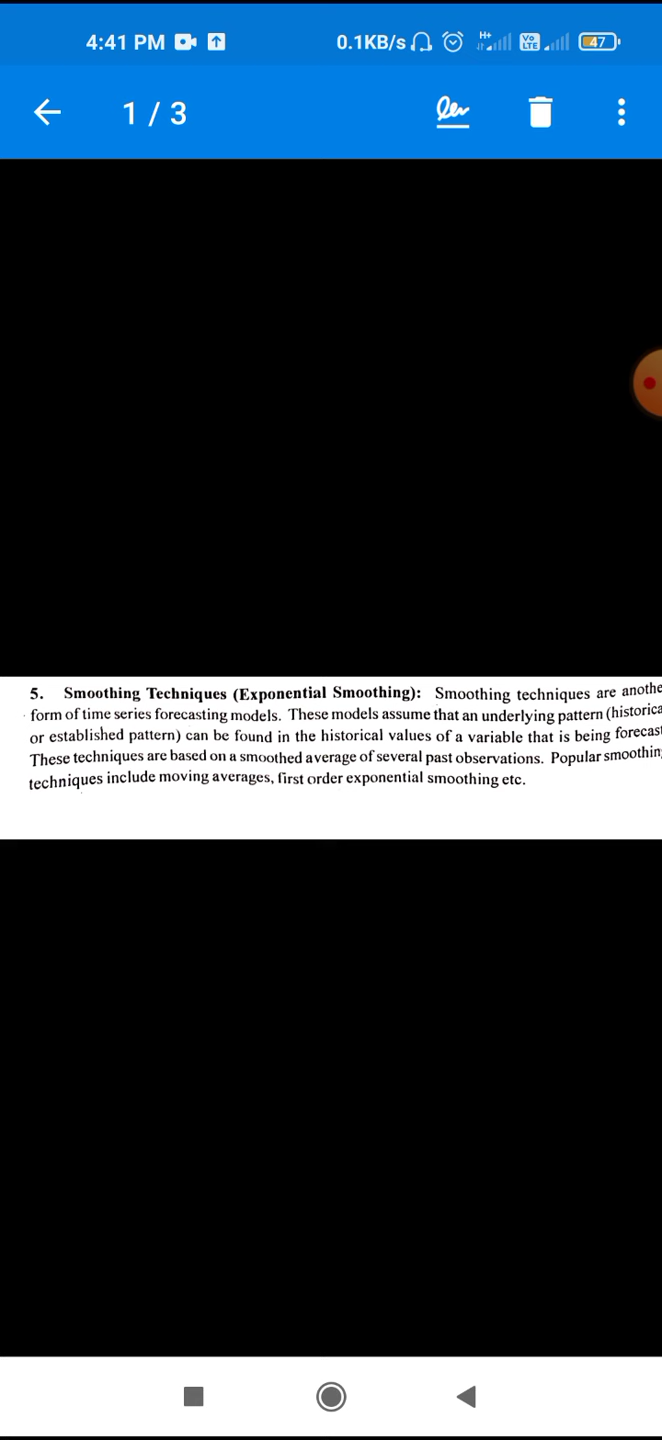 4:41 PM 0.1KB/s H+ Vo LTE 47
1 / 3
5. Smoothing Techniques (Exponential Smoothing): Smoothing techniques are anothe
form of time series forecasting models. These models assume that an underlying pattern (historica
or established pattern) can be found in the historical values of a variable that is being forecast
These techniques are based on a smoothed average of several past observations. Popular smoothin
techniques include moving averages, first order exponential smoothing etc.